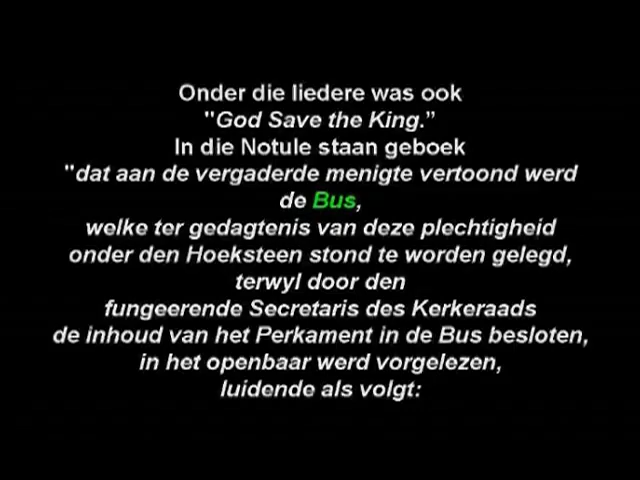 Onder die liedere was ook
"God Save the King."
In die Notule staan geboek
"dat aan de vergaderde menigte vertoond werd
de Bus,
welke ter gedagtenis van deze plechtigheid
onder den Hoeksteen stond te worden gelegd,
terwyl door den
fungeerende Secretaris des Kerkeraads
de inhoud van het Perkament in de Bus besloten,
in het openbaar werd vorgelezen,
luidende als volgt: